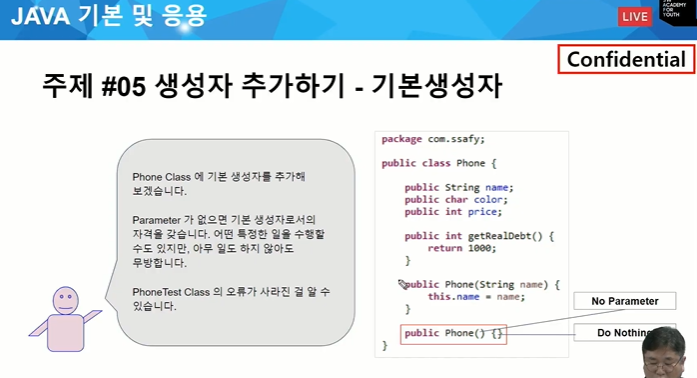 JAVA 기본 및 응용
LIVE
SW
ACADEMY
FOR
YOUTH
Confidential
주제 #05 생성자 추가하기 - 기본생성자
Phone Class 에 기본 생성자를 추가해
보겠습니다.
Parameter 가 없으면 기본 생성자로서의
자격을 갖습니다. 어떤 특정한 일을 수행할
수도 있지만, 아무 일도 하지 않아도
무방합니다.
PhoneTest Class 의 오류가 사라진 걸 알 수
있습니다.
package com.ssafy;
public class Phone {
public String name;
public char color;
public int price;
public int getRealDebt() {
return 1000;
}
public Phone(String name) {
this.name = name;
}
public Phone() {}
}
No Parameter
Do Nothing